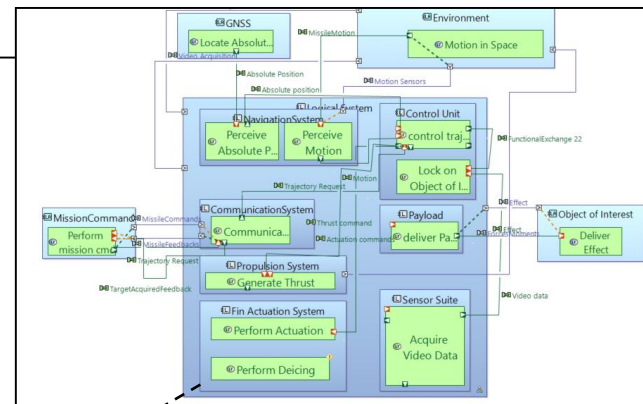 GNSS
Locate Absolut...
MissileMotion
Environment
Motion in Space
Video Acquisition
Absolute Position
Absolute position
Motion Sensors
Logical System
NavigationSystem
Perceive
Absolute P...
Perceive
Motion
Control Unit
control traj...
FunctionalExchange 22
Lock on
Object of I...
Motion
Trajectory Request
MissionCommand
Perform
mission cmd
MissileCommands
MissileFeedbacks
Trajectory Request
TargetAcquiredFeedback
CommunicationSystem
Communica...
Thrust command
Actuation command
Payload
deliver Pa...
Effect
Effect
Object of Interest
Deliver
Effect
Propulsion System
Generate Thrust
Fin Actuation System
Perform Actuation
Perform Deicing
Sensor Suite
Acquire
Video Data
Video data